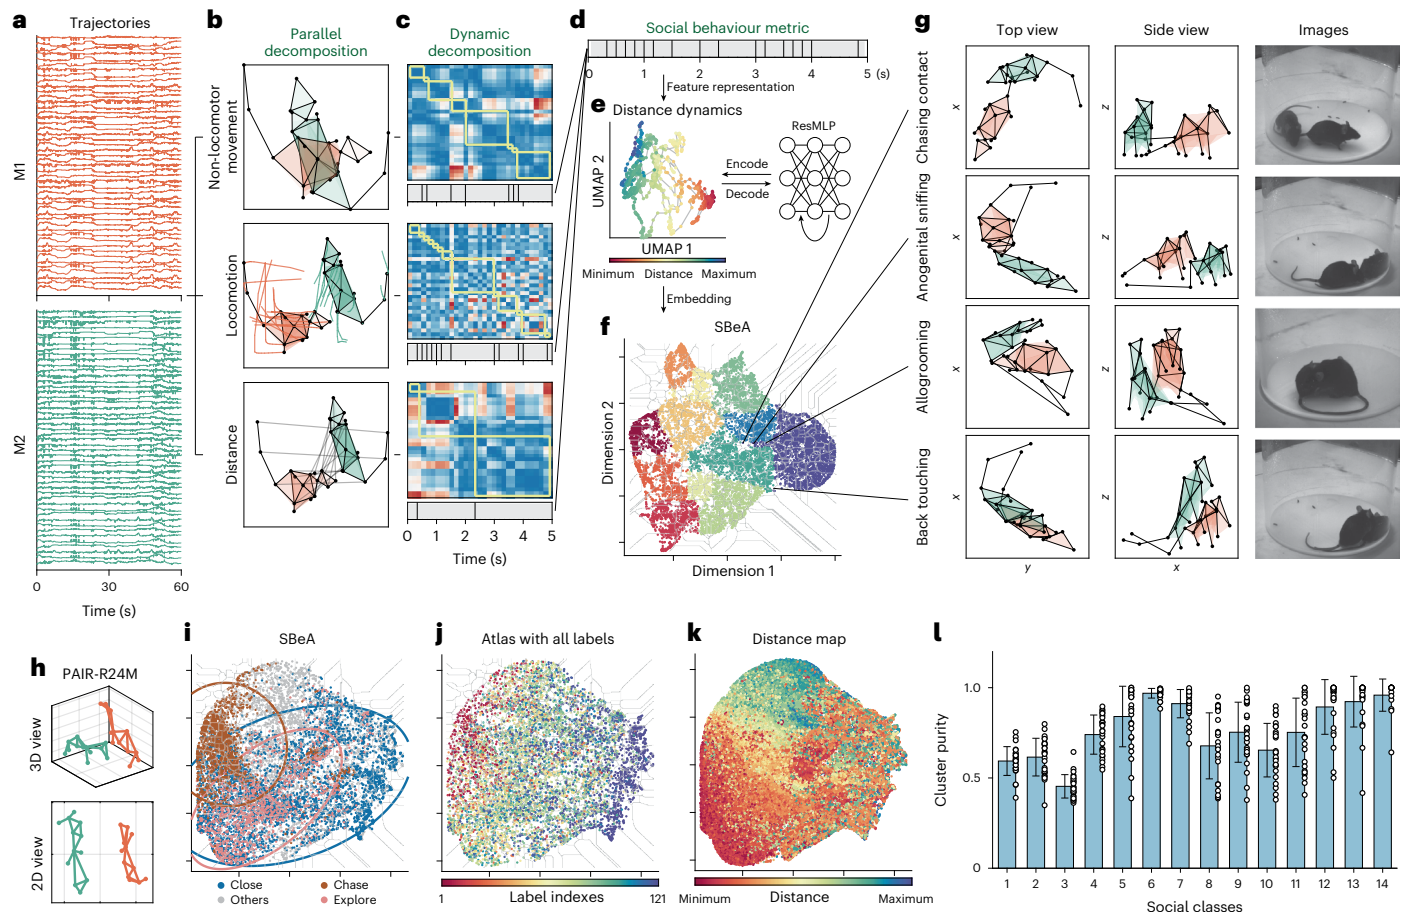 a
Trajectories
M1
M2
0
60
Time (s)
b
Parallel
decomposition
Non-locomotor
movement
Locomotion
Distance
c
Dynamic
decomposition
0
1
2
3
4
5
Time (s)
d
Social behaviour metric
0
1
2
3
4
5 (s)
Feature representation
e
Distance dynamics
UMAP 2
UMAP 1
Minimum
Distance
Maximum
ResMLP
Encode
Decode
Embedding
f
SBeA
Dimension 2
Dimension 1
g
Top view
Side view
Images
Chasing contact
x
z
Anogenital sniffing
x
z
Allogrooming
x
z
Back touching
x
z
y
x
h
PAIR-R24M
3D view
2D view
i
SBeA
Close
Chase
Others
Explore
j
Atlas with all labels
1
Label indexes
121
k
Distance map
Minimum
Distance
Maximum
l
Cluster purity
1.0
0.5
0
1
2
3
4
5
6
7
8
9
10
11
12
13
14
Social classes